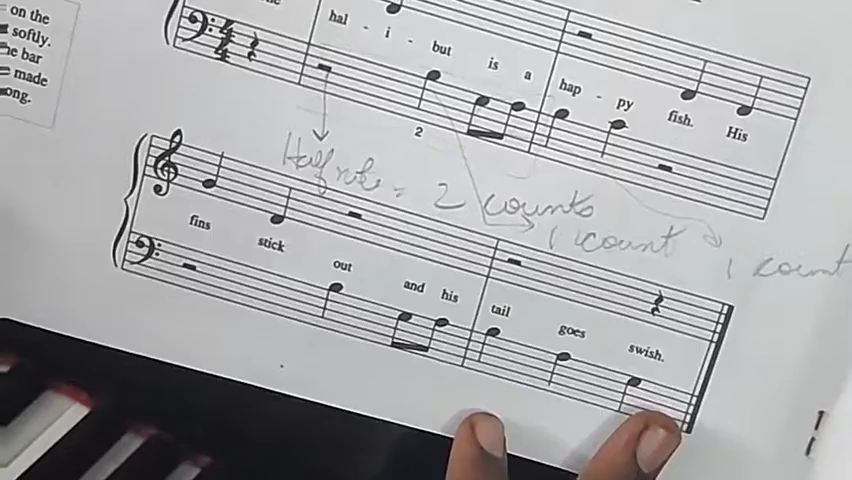 on the
softly.
the bar
made
ong.
hal - i - but is a hap - py fish. His
2
Half note = 2 counts
1 count
1 count
fins stick out and his tail goes swish.